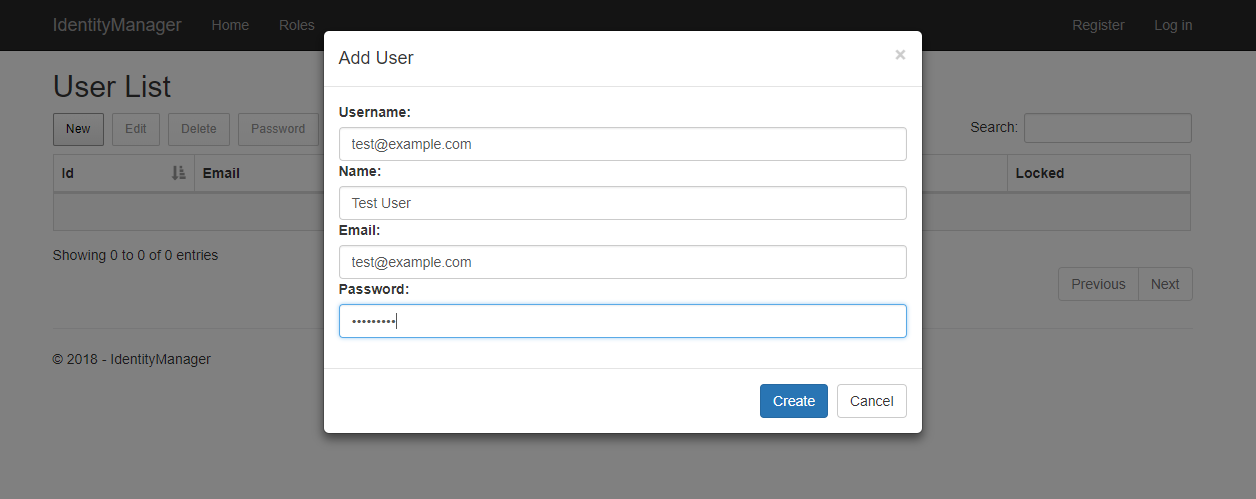 IdentityManager Home Roles Register Log in
User List
New Edit Delete Password
Search:
Id Email Locked
Showing 0 to 0 of 0 entries
Previous Next
© 2018 - IdentityManager
Add User ×
Username:
test@example.com
Name:
Test User
Email:
test@example.com
Password:
•••••••••
Create Cancel